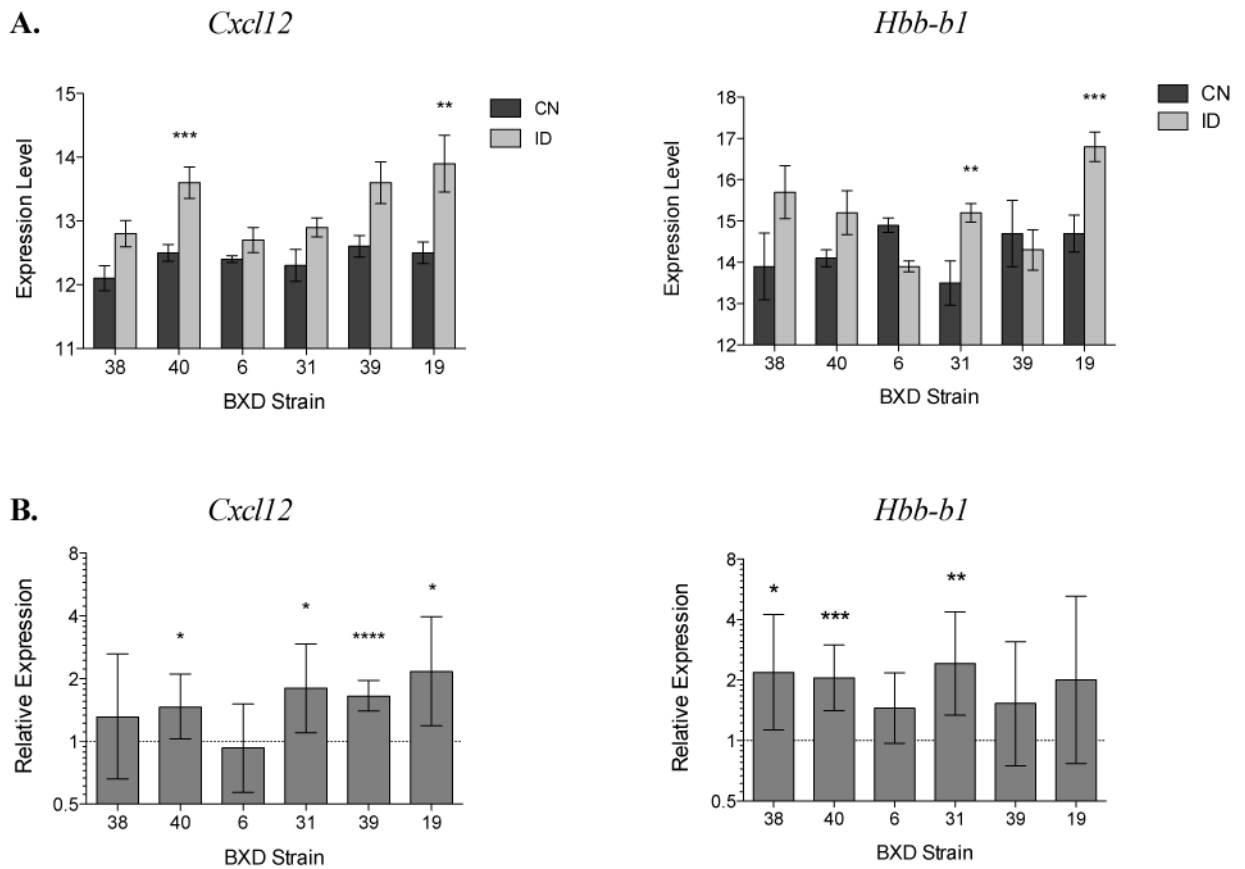 A.
Cxcl12
Hbb-b1
15
14
13
12
11
Expression Level
***
**
CN
ID
38 40 6 31 39 19
BXD Strain
18
17
16
15
14
13
12
Expression Level
**
***
CN
ID
38 40 6 31 39 19
BXD Strain
B.
Cxcl12
Hbb-b1
8
4
2
1
0.5
Relative Expression
*
*
****
*
38 40 6 31 39 19
BXD Strain
8
4
2
1
0.5
Relative Expression
*
***
**
38 40 6 31 39 19
BXD Strain